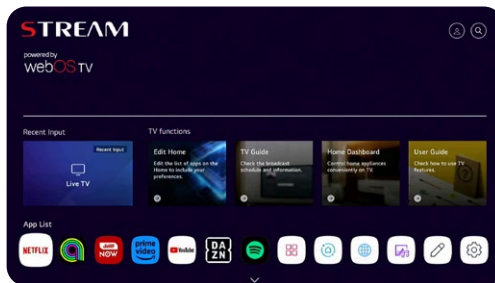 STREAM
powered by
webOS TV
Recent Input
TV functions
Recent Input
Live TV
Edit Home
Edit the list of apps on the
Home to include your
preferences.
TV Guide
Check the broadcast
schedule and information.
Home Dashboard
Control home appliances
conveniently on TV.
User Guide
Check how to use TV
features.
App List
NETFLIX
NOW
prime
video
YouTube
DA
ZN